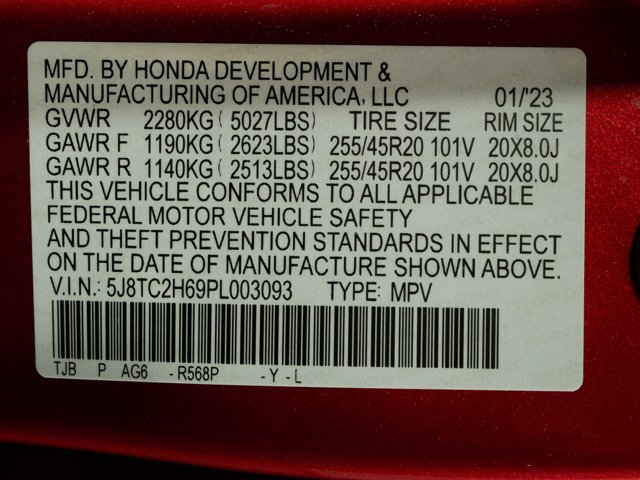 MFD. BY HONDA DEVELOPMENT &
MANUFACTURING OF AMERICA, LLC 01/'23
GVWR 2280KG ( 5027LBS) TIRE SIZE RIM SIZE
GAWR F 1190KG ( 2623LBS) 255/45R20 101V 20X8.0J
GAWR R 1140KG ( 2513LBS) 255/45R20 101V 20X8.0J
THIS VEHICLE CONFORMS TO ALL APPLICABLE
FEDERAL MOTOR VEHICLE SAFETY
AND THEFT PREVENTION STANDARDS IN EFFECT
ON THE DATE OF MANUFACTURE SHOWN ABOVE.
V.I.N.: 5J8TC2H69PL003093 TYPE: MPV
TJB P AG6 - R568P - Y - L